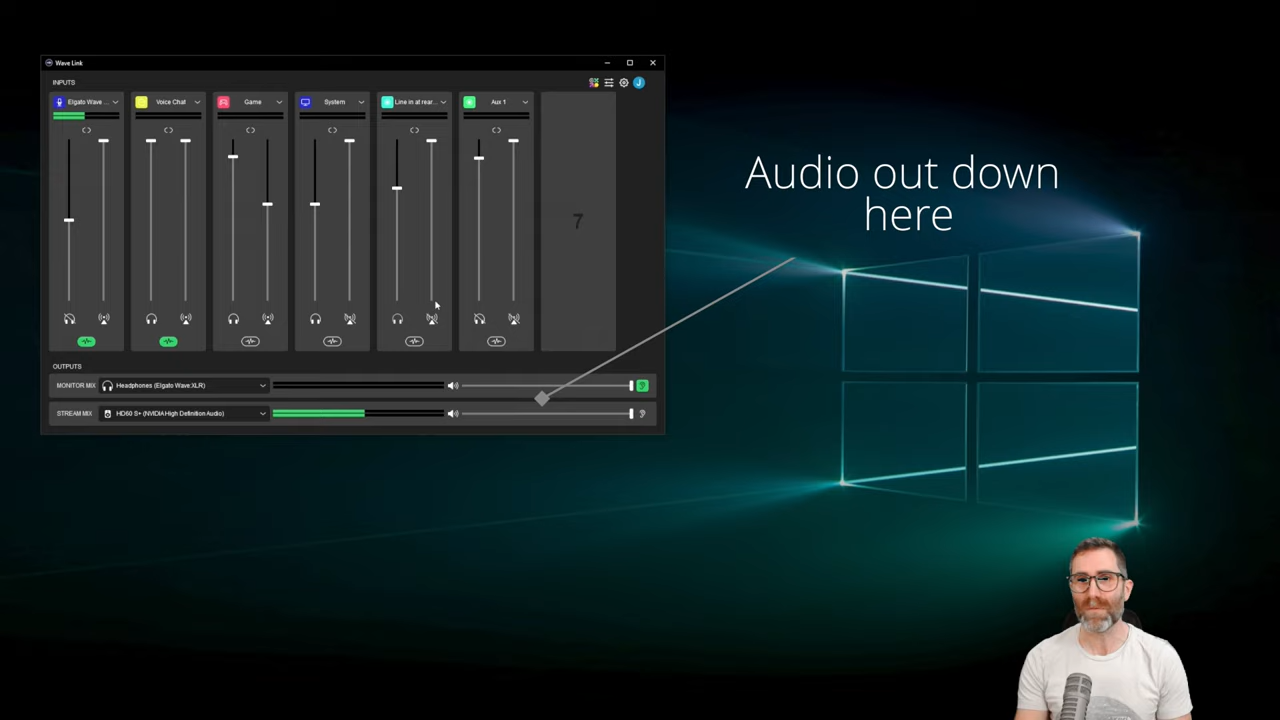 Wave Link
INPUTS
Elgato Wave ...
Voice Chat
Game
System
Line in at rear...
Aux 1
7
J
OUTPUTS
MONITOR MIX
Headphones (Elgato Wave:XLR)
STREAM MIX
HD60 S+ (NVIDIA High Definition Audio)
Audio out down
here